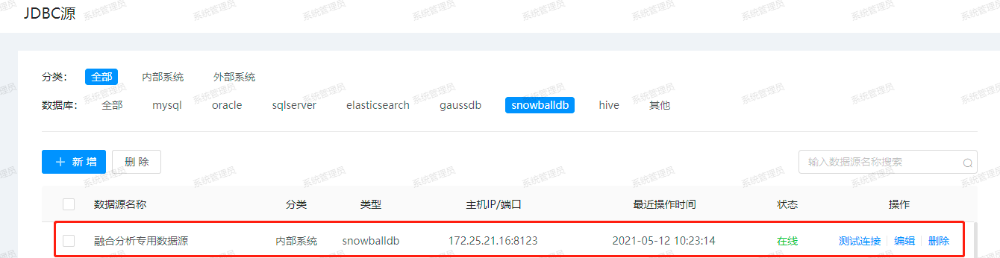 JDBC源
分类： 全部 内部系统 外部系统
数据库： 全部 mysql oracle sqlserver elasticsearch gaussdb snowballdb hive 其他
+ 新 增 删 除 输入数据源名称搜索
数据源名称 分类 类型 主机IP/端口 最近操作时间 状态 操作
融合分析专用数据源 内部系统 snowballdb 172.25.21.16:8123 2021-05-12 10:23:14 在线 测试连接 编辑 删除
系统管理员